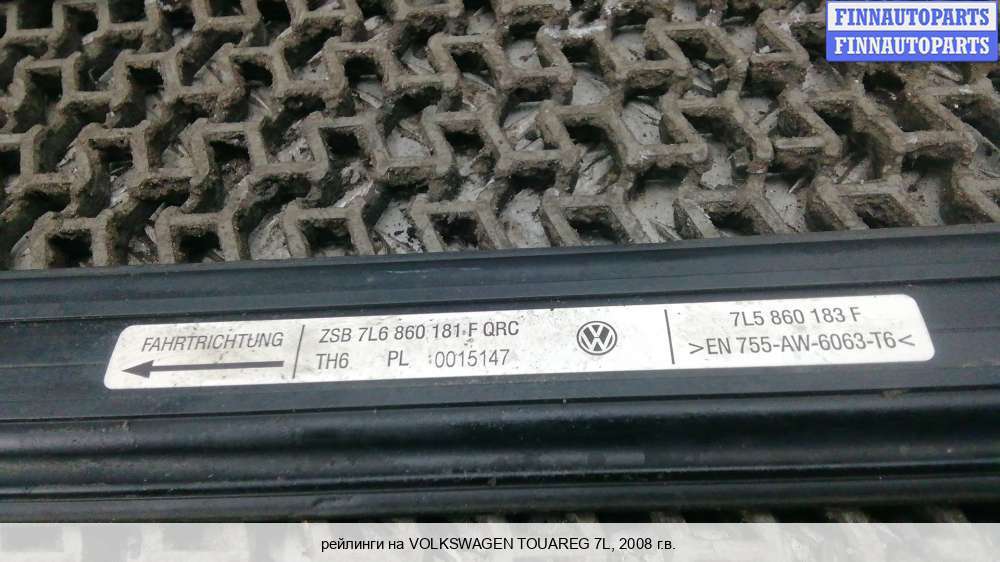 FINNAUTOPARTS
FINNAUTOPARTS
FAHRTRICHTUNG
ZSB 7L6 860 181 F QRC
TH6 PL 0015147
VW
7L5 860 183 F
>EN 755-AW-6063-T6<
рейлинги на VOLKSWAGEN TOUAREG 7L, 2008 г.в.